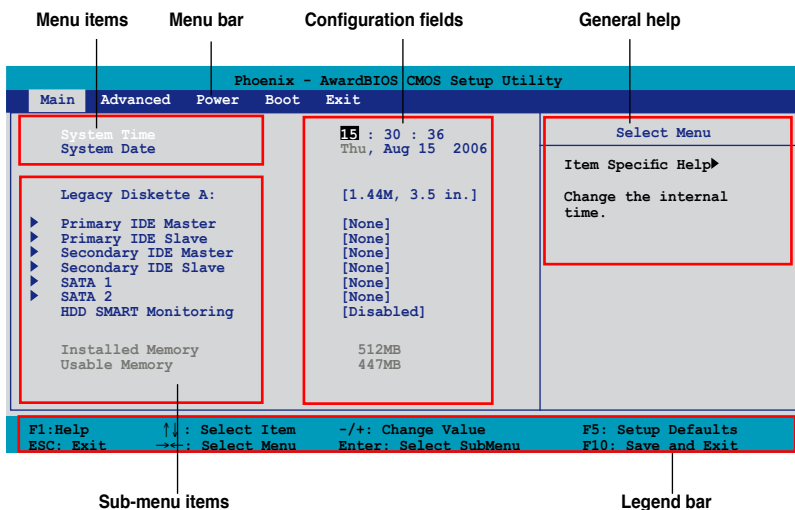 Menu items Menu bar Configuration fields General help
Phoenix - AwardBIOS CMOS Setup Utility
Main Advanced Power Boot Exit
System Time 15 : 30 : 36
System Date Thu, Aug 15 2006
Select Menu
Item Specific Help
Change the internal
time.
Legacy Diskette A: [1.44M, 3.5 in.]
Primary IDE Master [None]
Primary IDE Slave [None]
Secondary IDE Master [None]
Secondary IDE Slave [None]
SATA 1 [None]
SATA 2 [None]
HDD SMART Monitoring [Disabled]
Installed Memory 512MB
Usable Memory 447MB
F1:Help ↑↓: Select Item -/+: Change Value F5: Setup Defaults
ESC: Exit →←: Select Menu Enter: Select SubMenu F10: Save and Exit
Sub-menu items Legend bar